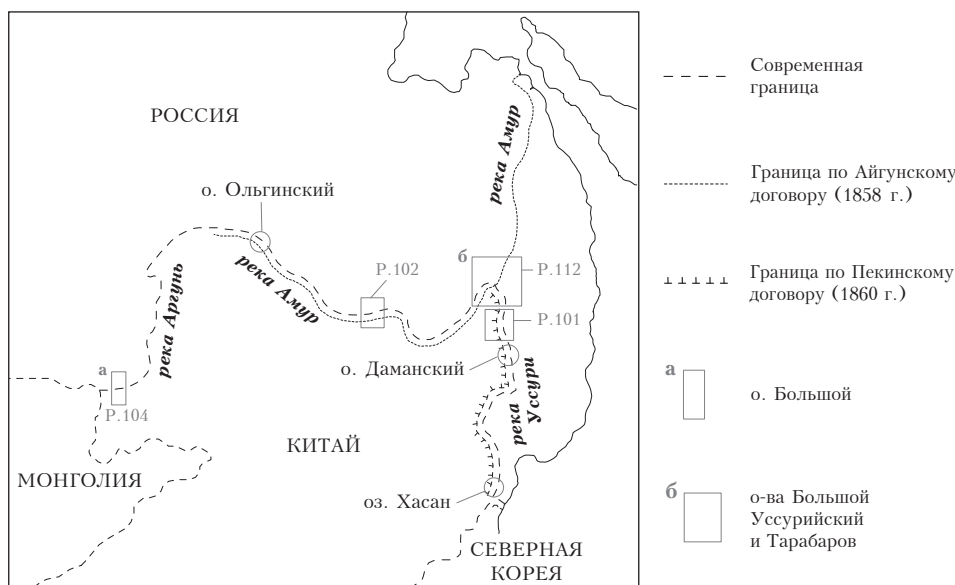 РОССИЯ
река Амур
о. Ольгинский
б
Р.112
Р.102
река Амур
Р.101
река Аргунь
о. Даманский
река
Уссури
а
Р.104
КИТАЙ
МОНГОЛИЯ
оз. Хасан
СЕВЕРНАЯ
КОРЕЯ
Современная
граница
Граница по Айгунскому
договору (1858 г.)
Граница по Пекинскому
договору (1860 г.)
а
о. Большой
б
о-ва Большой
Уссурийский
и Тарабаров